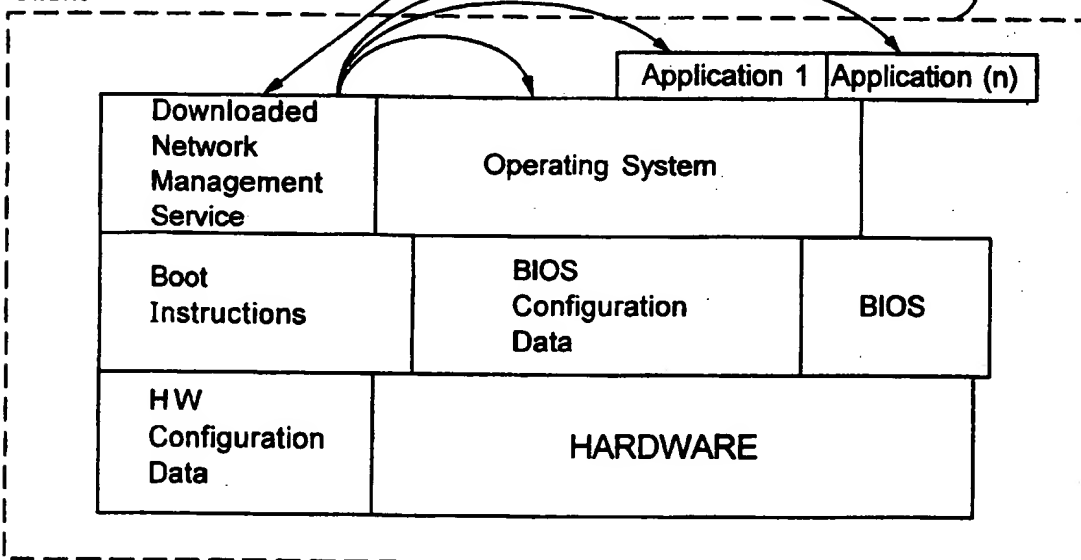 Application 1
Application (n)
Downloaded
Network
Management
Service
Operating System
Boot
Instructions
BIOS
Configuration
Data
BIOS
HW
Configuration
Data
HARDWARE